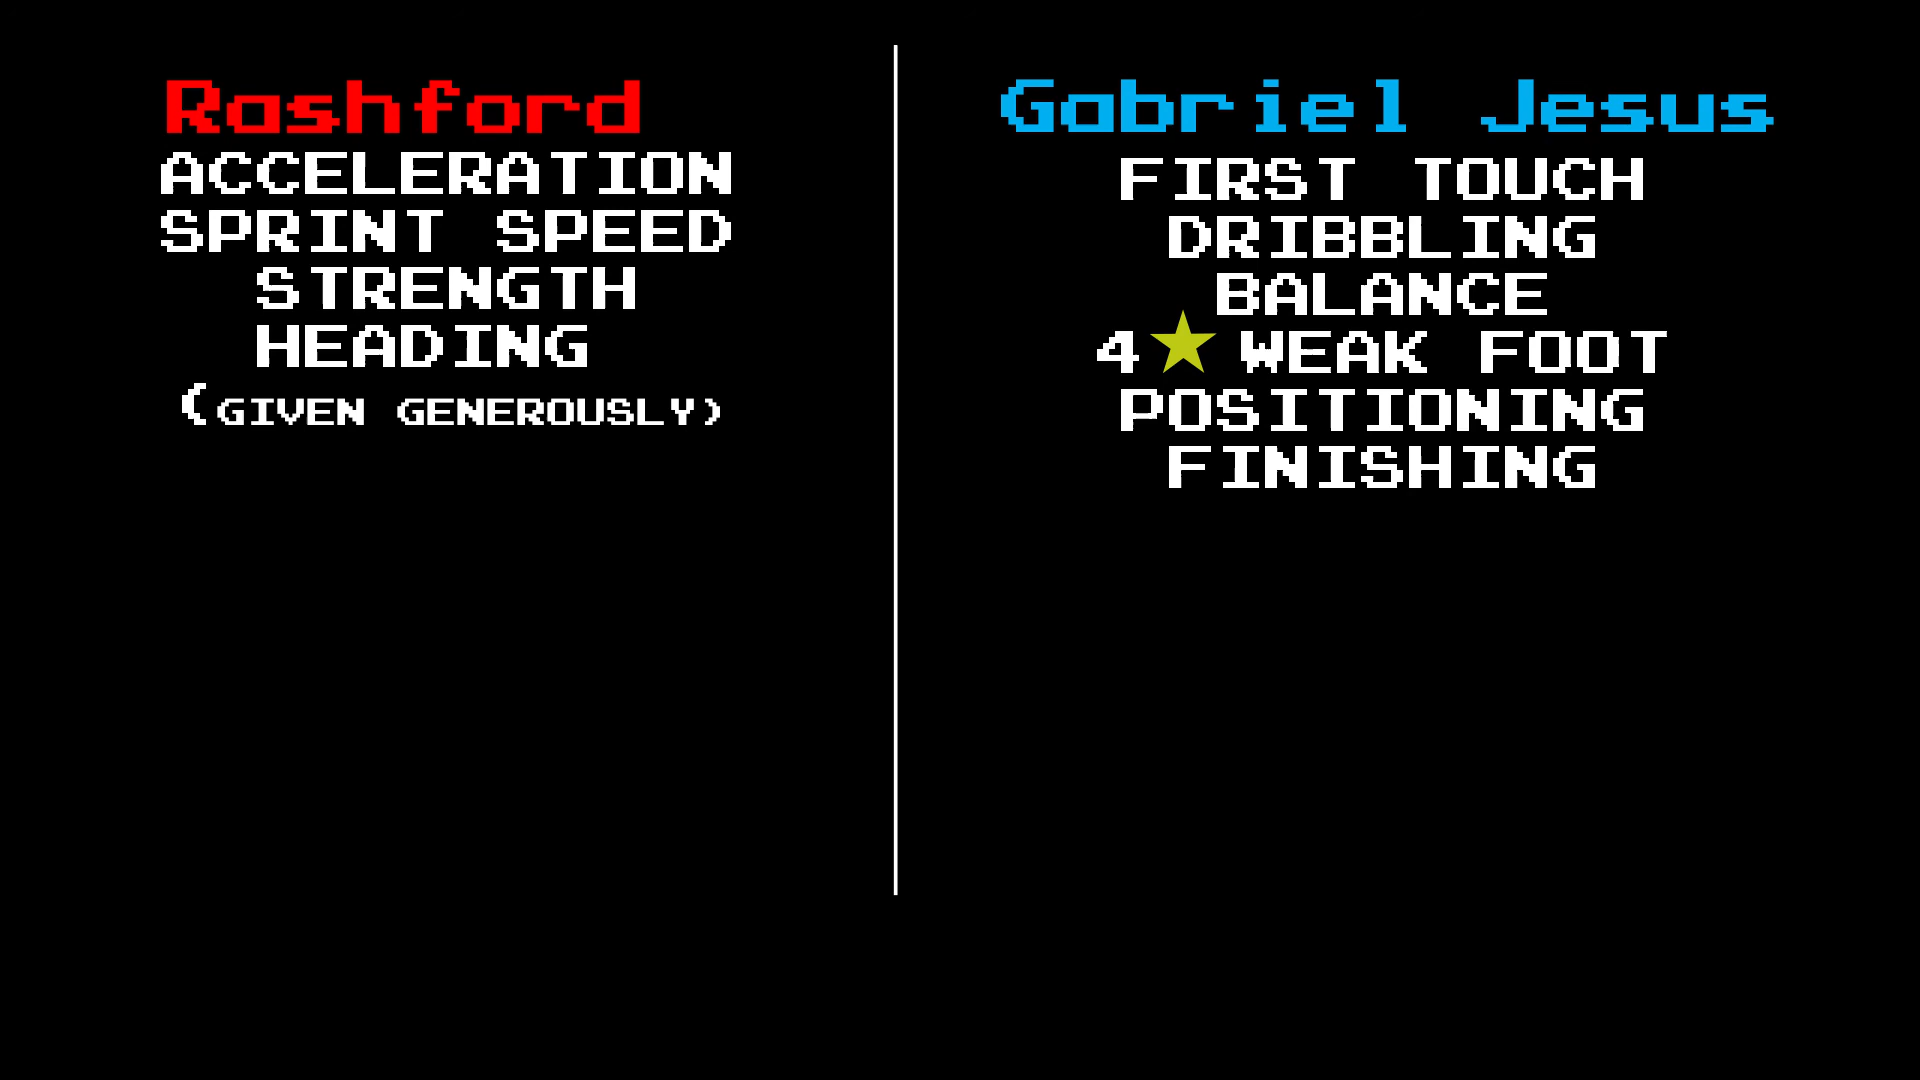 Rashford
ACCELERATION
SPRINT SPEED
STRENGTH
HEADING
(GIVEN GENEROUSLY)
Gabriel Jesus
FIRST TOUCH
DRIBBLING
BALANCE
4★ WEAK FOOT
POSITIONING
FINISHING